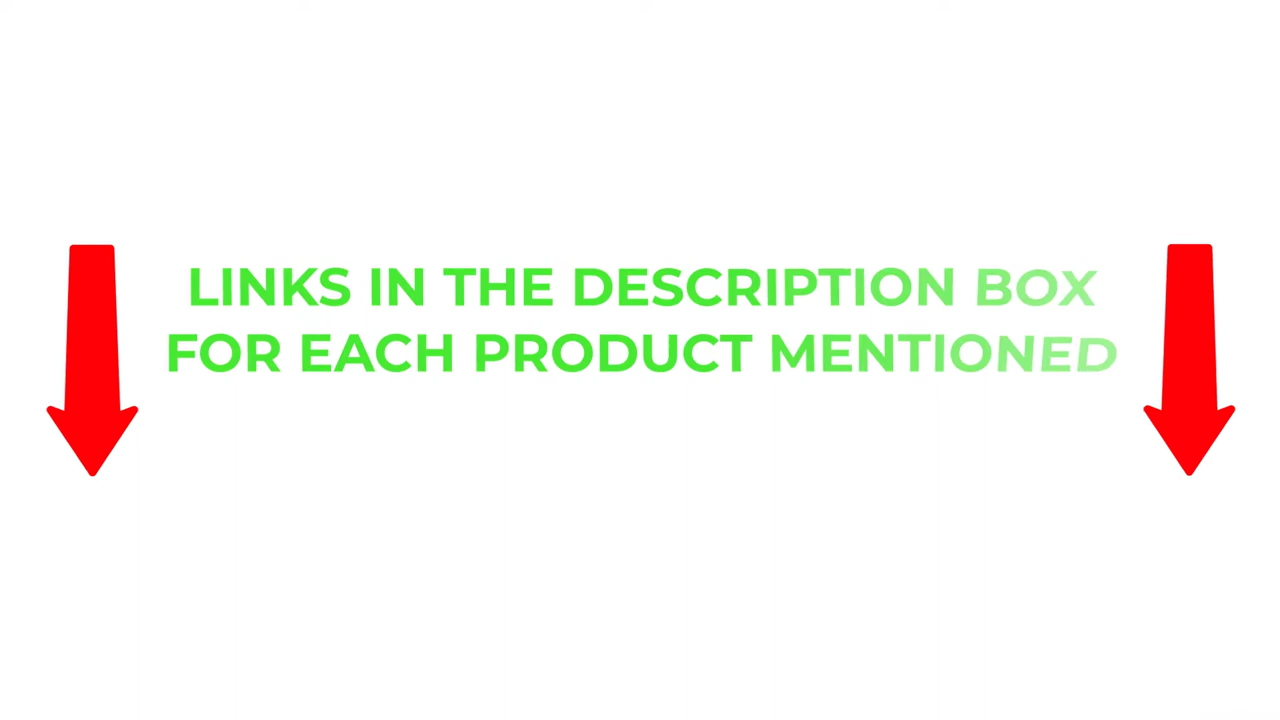 LINKS IN THE DESCRIPTION BOX
FOR EACH PRODUCT MENTIONED